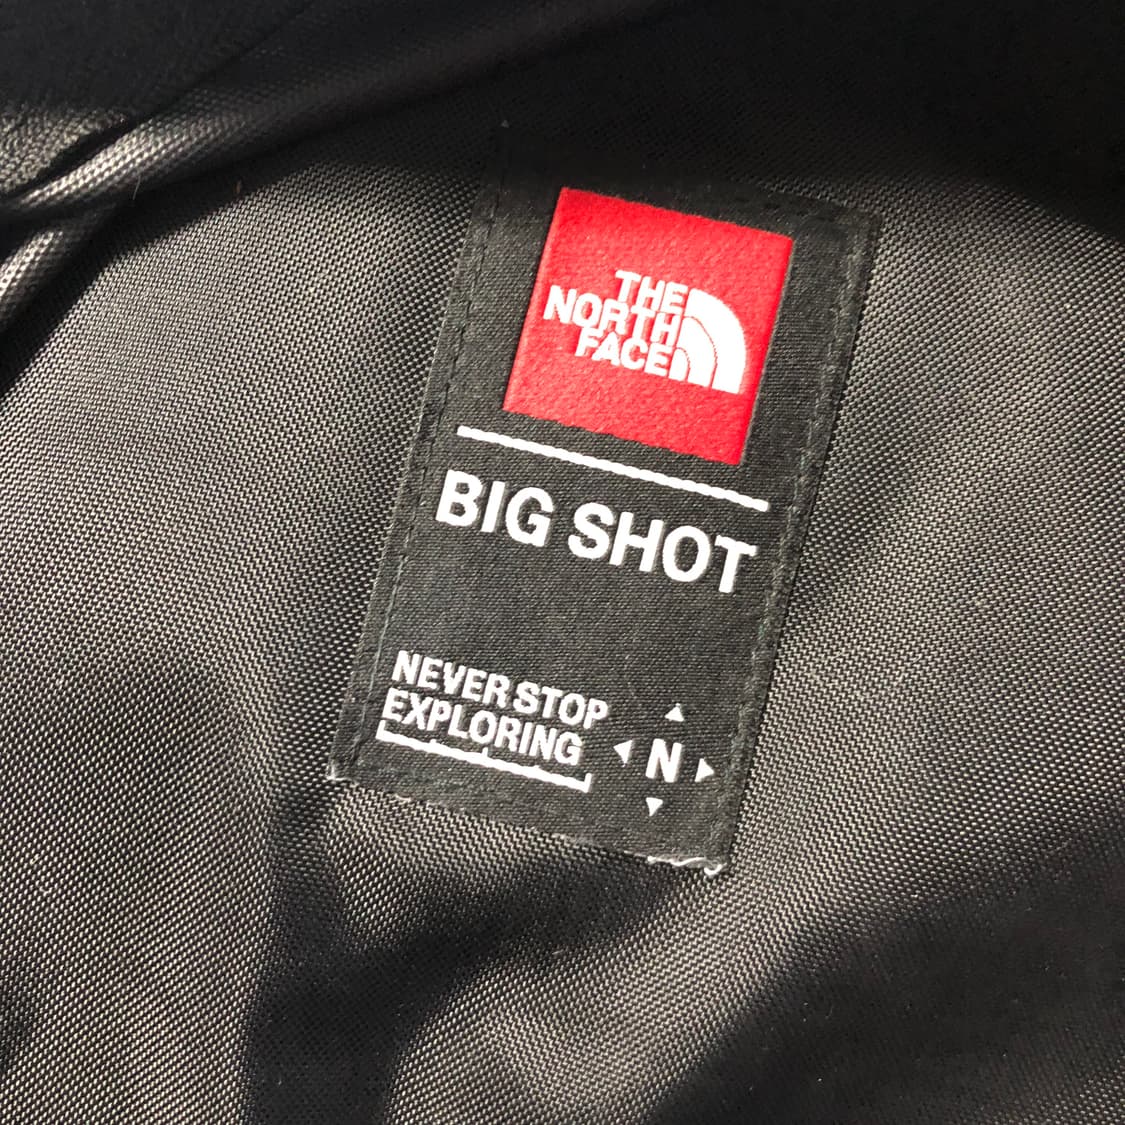 THE
NORTH
FACE
BIG SHOT
NEVER STOP
EXPLORING
N